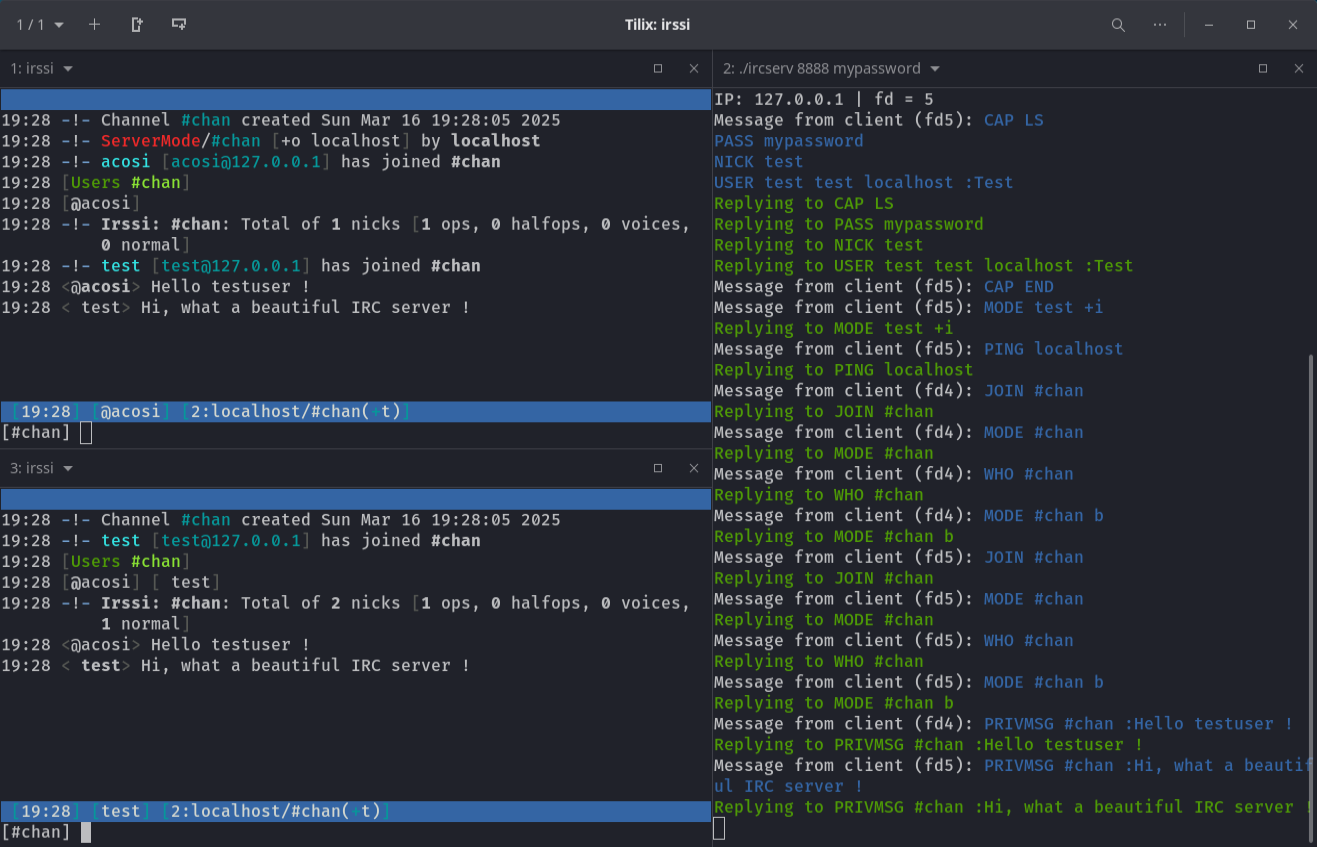 1 / 1
Tilix: irssi
1: irssi
19:28 -!- Channel #chan created Sun Mar 16 19:28:05 2025
19:28 -!- ServerMode/#chan [+o localhost] by localhost
19:28 -!- acosi [acosi@127.0.0.1] has joined #chan
19:28 [Users #chan]
19:28 [@acosi]
19:28 -!- Irssi: #chan: Total of 1 nicks [1 ops, 0 halfops, 0 voices,
0 normal]
19:28 -!- test [test@127.0.0.1] has joined #chan
19:28 <@acosi> Hello testuser !
19:28 < test> Hi, what a beautiful IRC server !
[19:28] [@acosi] [2:localhost/#chan(+t)]
[#chan]
3: irssi
19:28 -!- Channel #chan created Sun Mar 16 19:28:05 2025
19:28 -!- test [test@127.0.0.1] has joined #chan
19:28 [Users #chan]
19:28 [@acosi] [ test]
19:28 -!- Irssi: #chan: Total of 2 nicks [1 ops, 0 halfops, 0 voices,
1 normal]
19:28 <@acosi> Hello testuser !
19:28 < test> Hi, what a beautiful IRC server !
[19:28] [test] [2:localhost/#chan(+t)]
[#chan]
2: ./ircserv 8888 mypassword
IP: 127.0.0.1 | fd = 5
Message from client (fd5): CAP LS
PASS mypassword
NICK test
USER test test localhost :Test
Replying to CAP LS
Replying to PASS mypassword
Replying to NICK test
Replying to USER test test localhost :Test
Message from client (fd5): CAP END
Message from client (fd5): MODE test +i
Replying to MODE test +i
Message from client (fd5): PING localhost
Replying to PING localhost
Message from client (fd4): JOIN #chan
Replying to JOIN #chan
Message from client (fd4): MODE #chan
Replying to MODE #chan
Message from client (fd4): WHO #chan
Replying to WHO #chan
Message from client (fd4): MODE #chan b
Replying to MODE #chan b
Message from client (fd5): JOIN #chan
Replying to JOIN #chan
Message from client (fd5): MODE #chan
Replying to MODE #chan
Message from client (fd5): WHO #chan
Replying to WHO #chan
Message from client (fd5): MODE #chan b
Replying to MODE #chan b
Message from client (fd4): PRIVMSG #chan :Hello testuser !
Replying to PRIVMSG #chan :Hello testuser !
Message from client (fd5): PRIVMSG #chan :Hi, what a beautif
ul IRC server !
Replying to PRIVMSG #chan :Hi, what a beautiful IRC server !